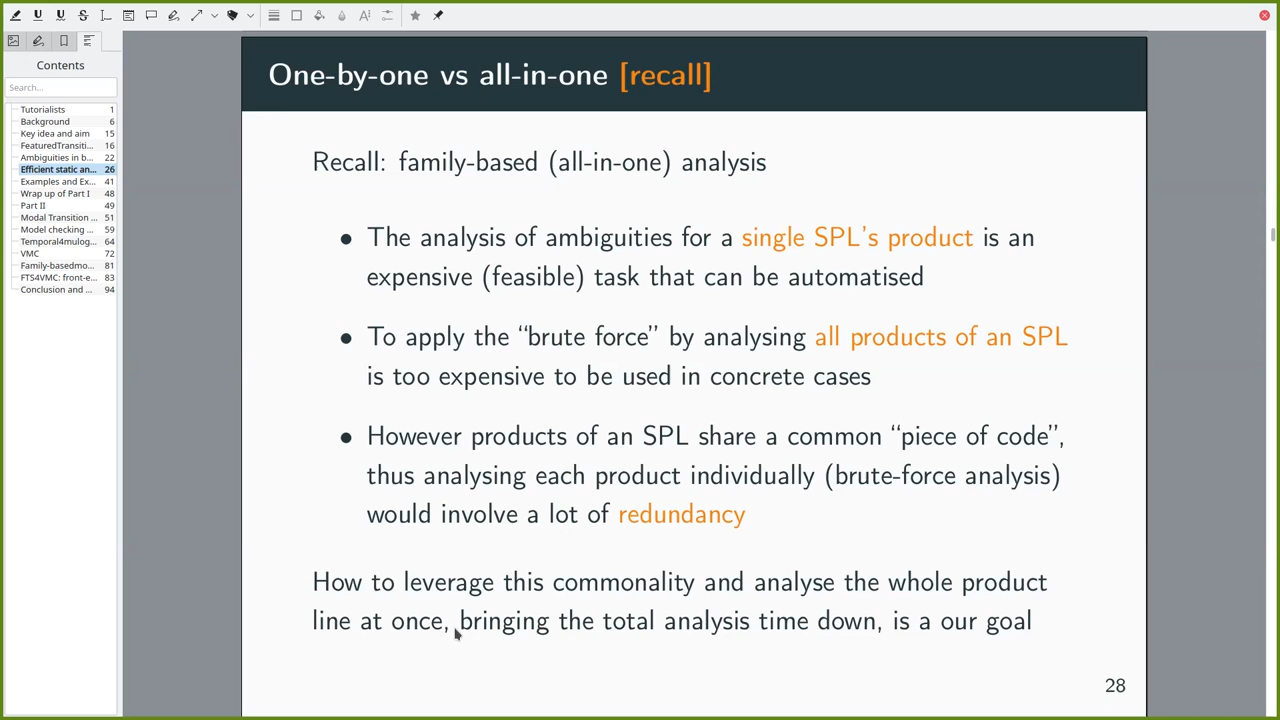 Contents
Search...
Tutorialists 1
Background 6
Key idea and aim 15
FeaturedTransiti... 16
Ambiguities in b... 22
Efficient static an... 26
Examples and Ex... 41
Wrap up of Part I 48
Part II 49
Modal Transition ... 51
Model checking ... 59
Temporal4mulog... 64
VMC 72
Family-basedmo... 81
FTS4VMC: front-e... 83
Conclusion and ... 94
One-by-one vs all-in-one [recall]
Recall: family-based (all-in-one) analysis
• The analysis of ambiguities for a single SPL's product is an
expensive (feasible) task that can be automatised
• To apply the “brute force” by analysing all products of an SPL
is too expensive to be used in concrete cases
• However products of an SPL share a common “piece of code”,
thus analysing each product individually (brute-force analysis)
would involve a lot of redundancy
How to leverage this commonality and analyse the whole product
line at once, bringing the total analysis time down, is a our goal
28